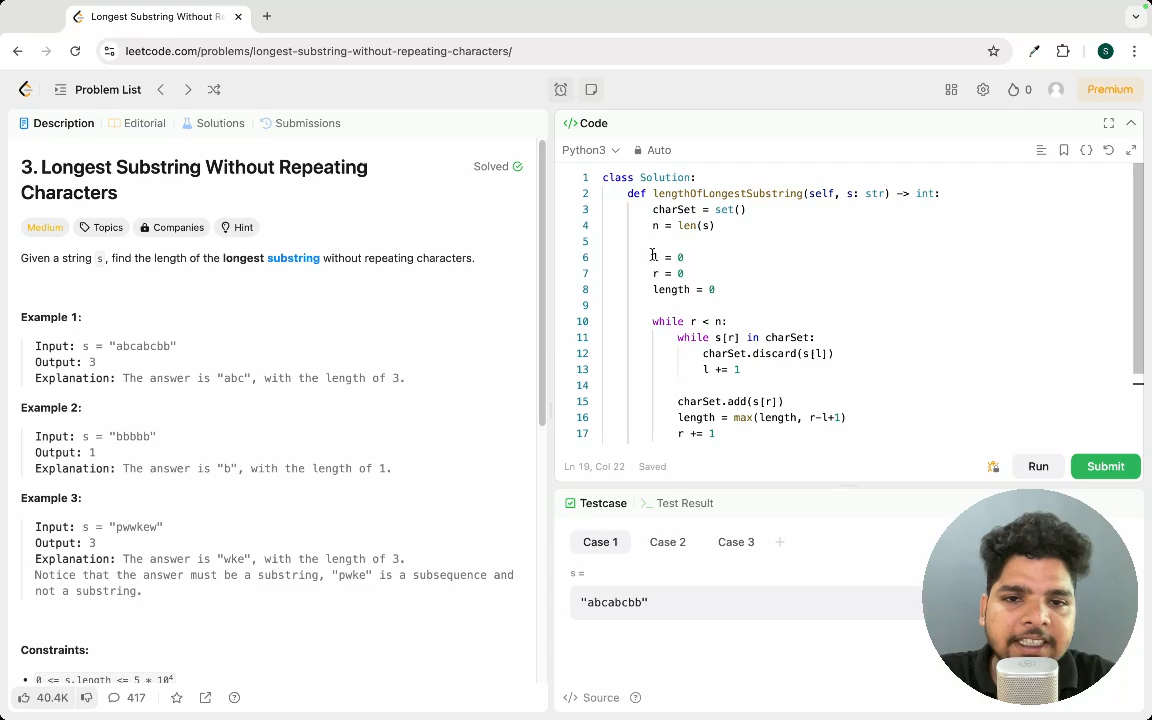 Longest Substring Without R
leetcode.com/problems/longest-substring-without-repeating-characters/
S
Problem List
0
Premium
Description
Editorial
Solutions
Submissions
3. Longest Substring Without Repeating
Characters
Solved
Medium
Topics
Companies
Hint
Given a string s, find the length of the longest substring without repeating characters.
Example 1:
Input: s = "abcabcbb"
Output: 3
Explanation: The answer is "abc", with the length of 3.
Example 2:
Input: s = "bbbbb"
Output: 1
Explanation: The answer is "b", with the length of 1.
Example 3:
Input: s = "pwwkew"
Output: 3
Explanation: The answer is "wke", with the length of 3.
Notice that the answer must be a substring, "pwke" is a subsequence and
not a substring.
Constraints:
0 <= s.length <= 5 * 10⁴
40.4K
417
</> Code
Python3
Auto
1 class Solution:
2 def lengthOfLongestSubstring(self, s: str) -> int:
3 charSet = set()
4 n = len(s)
5
6 l = 0
7 r = 0
8 length = 0
9
10 while r < n:
11 while s[r] in charSet:
12 charSet.discard(s[l])
13 l += 1
14
15 charSet.add(s[r])
16 length = max(length, r-l+1)
17 r += 1
Ln 19, Col 22
Saved
Run
Submit
Testcase
>_ Test Result
Case 1
Case 2
Case 3
+
s =
"abcabcbb"
</> Source